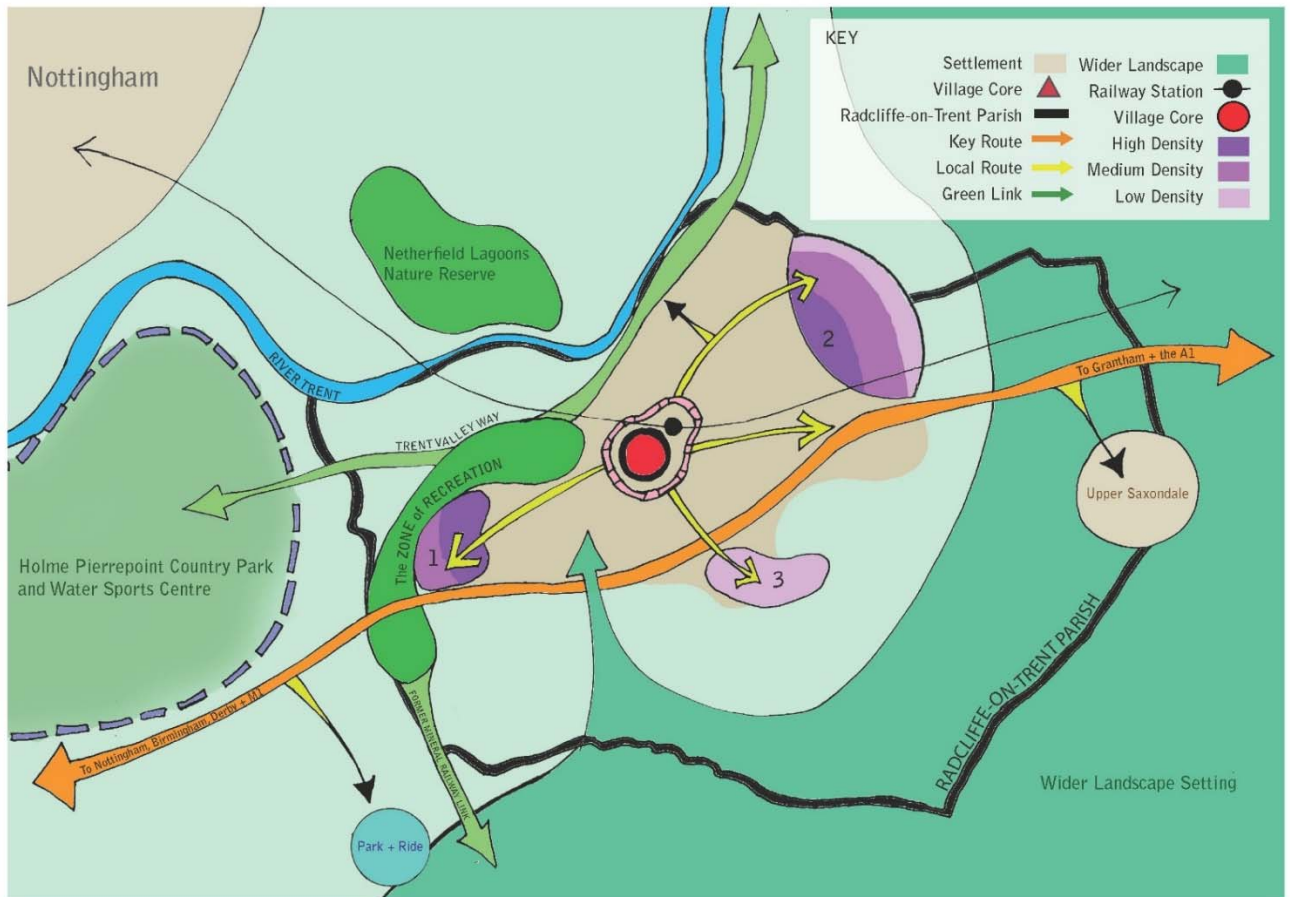 Nottingham
KEY
Settlement
Village Core
Radcliffe-on-Trent Parish
Key Route
Local Route
Green Link
Wider Landscape
Railway Station
Village Core
High Density
Medium Density
Low Density
Netherfield Lagoons
Nature Reserve
RIVER TRENT
TRENT VALLEY WAY
The ZONE of RECREATION
1
2
3
To Grantham + the A1
Upper Saxondale
Holme Pierrepoint Country Park
and Water Sports Centre
To Nottingham, Birmingham, Derby + M1
FORMER MINERAL RAILWAY LINK
RADCLIFFE-ON-TRENT PARISH
Wider Landscape Setting
Park + Ride